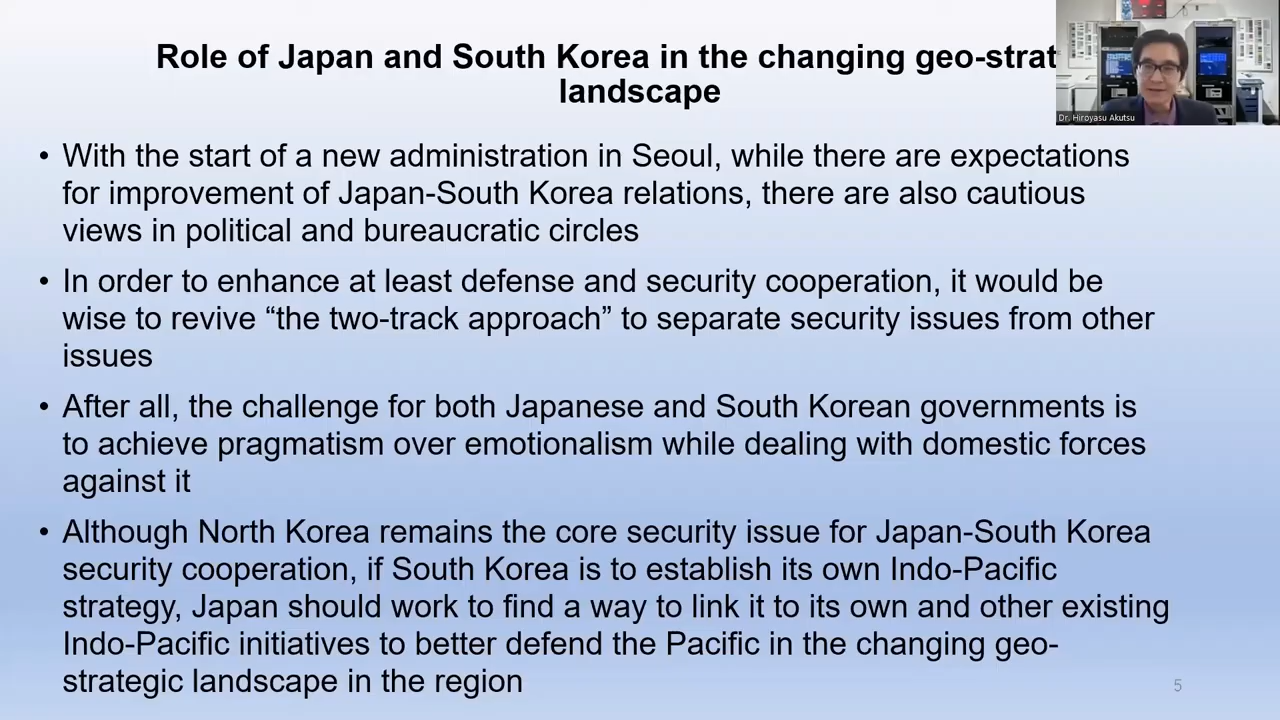 Role of Japan and South Korea in the changing geo-strat
landscape
Dr. Hiroyasu Akutsu
• With the start of a new administration in Seoul, while there are expectations
for improvement of Japan-South Korea relations, there are also cautious
views in political and bureaucratic circles
• In order to enhance at least defense and security cooperation, it would be
wise to revive “the two-track approach” to separate security issues from other
issues
• After all, the challenge for both Japanese and South Korean governments is
to achieve pragmatism over emotionalism while dealing with domestic forces
against it
• Although North Korea remains the core security issue for Japan-South Korea
security cooperation, if South Korea is to establish its own Indo-Pacific
strategy, Japan should work to find a way to link it to its own and other existing
Indo-Pacific initiatives to better defend the Pacific in the changing geo-
strategic landscape in the region
5